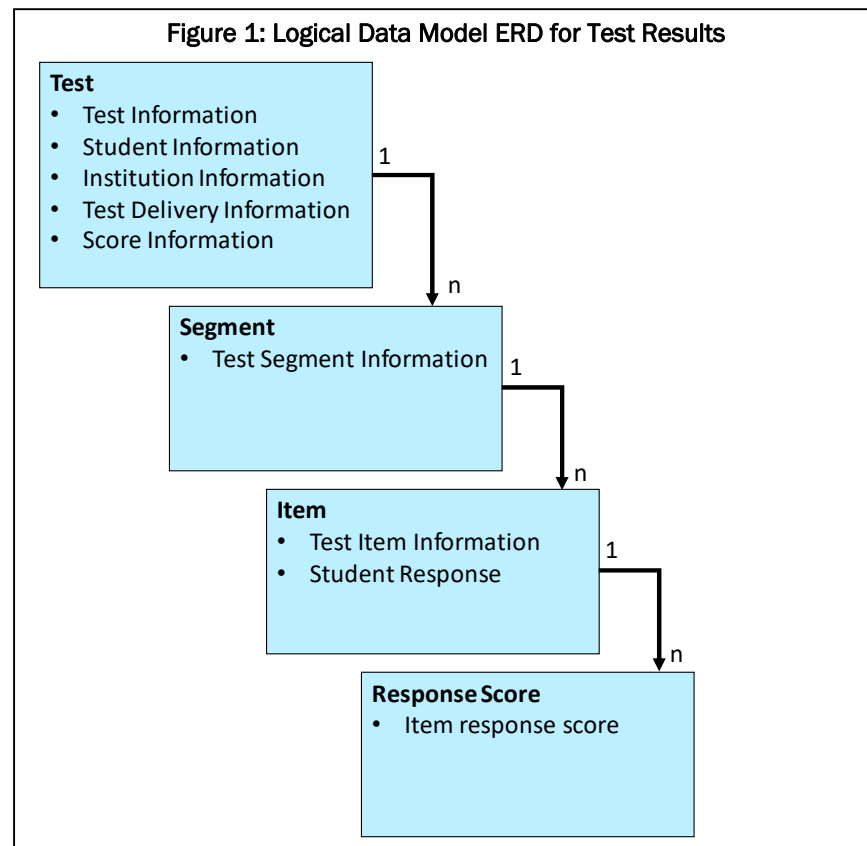 Figure 1: Logical Data Model ERD for Test Results
Test
• Test Information
• Student Information
• Institution Information
• Test Delivery Information
• Score Information
1
n
Segment
• Test Segment Information
1
n
Item
• Test Item Information
• Student Response
1
n
Response Score
• Item response score